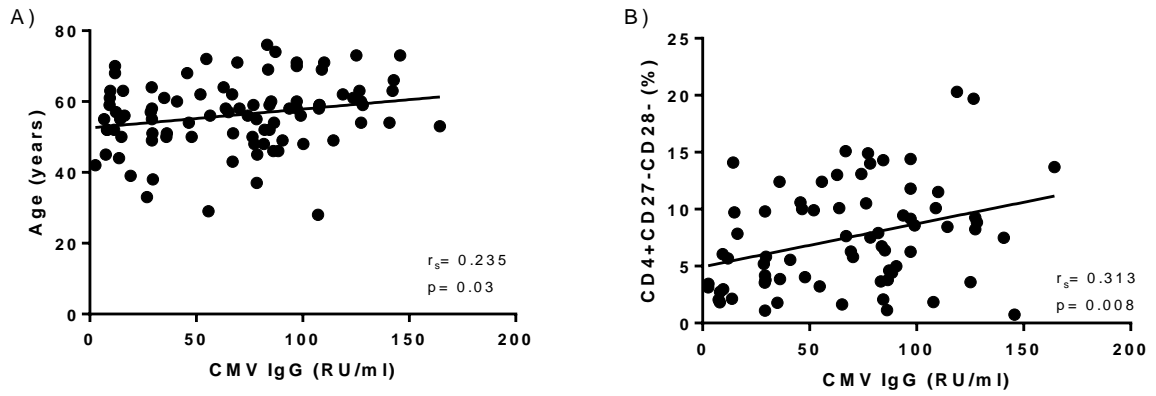 A)
80
60
40
20
0
Age (years)
0 50 100 150 200
CMV IgG (RU/ml)
rs= 0.235
p= 0.03
B)
25
20
15
10
5
0
CD4+CD27-CD28- (%)
0 50 100 150 200
CMV IgG (RU/ml)
rs= 0.313
p= 0.008